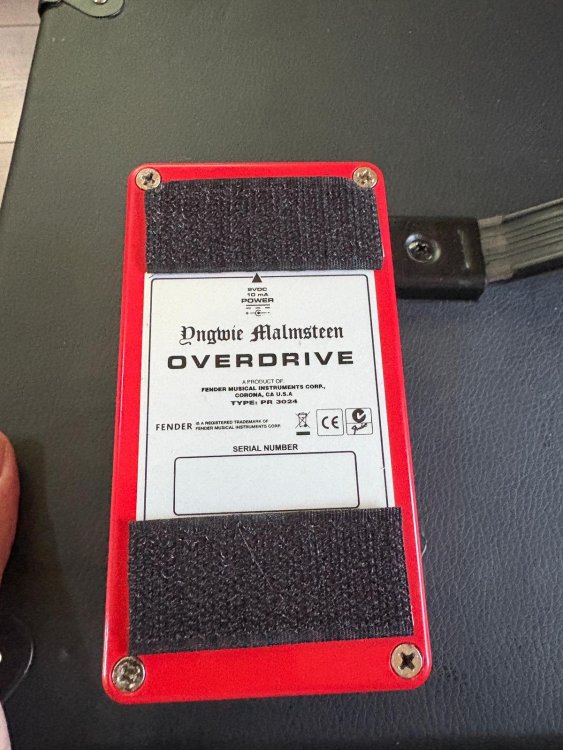 9VDC
10 mA
POWER
Yngwie Malmsteen
OVERDRIVE
A PRODUCT OF
FENDER MUSICAL INSTRUMENTS CORP.,
CORONA, CA U.S.A
TYPE: PR 3024
FENDER IS A REGISTERED TRADEMARK OF
FENDER MUSICAL INSTRUMENTS CORP.
CE
Fender
SERIAL NUMBER